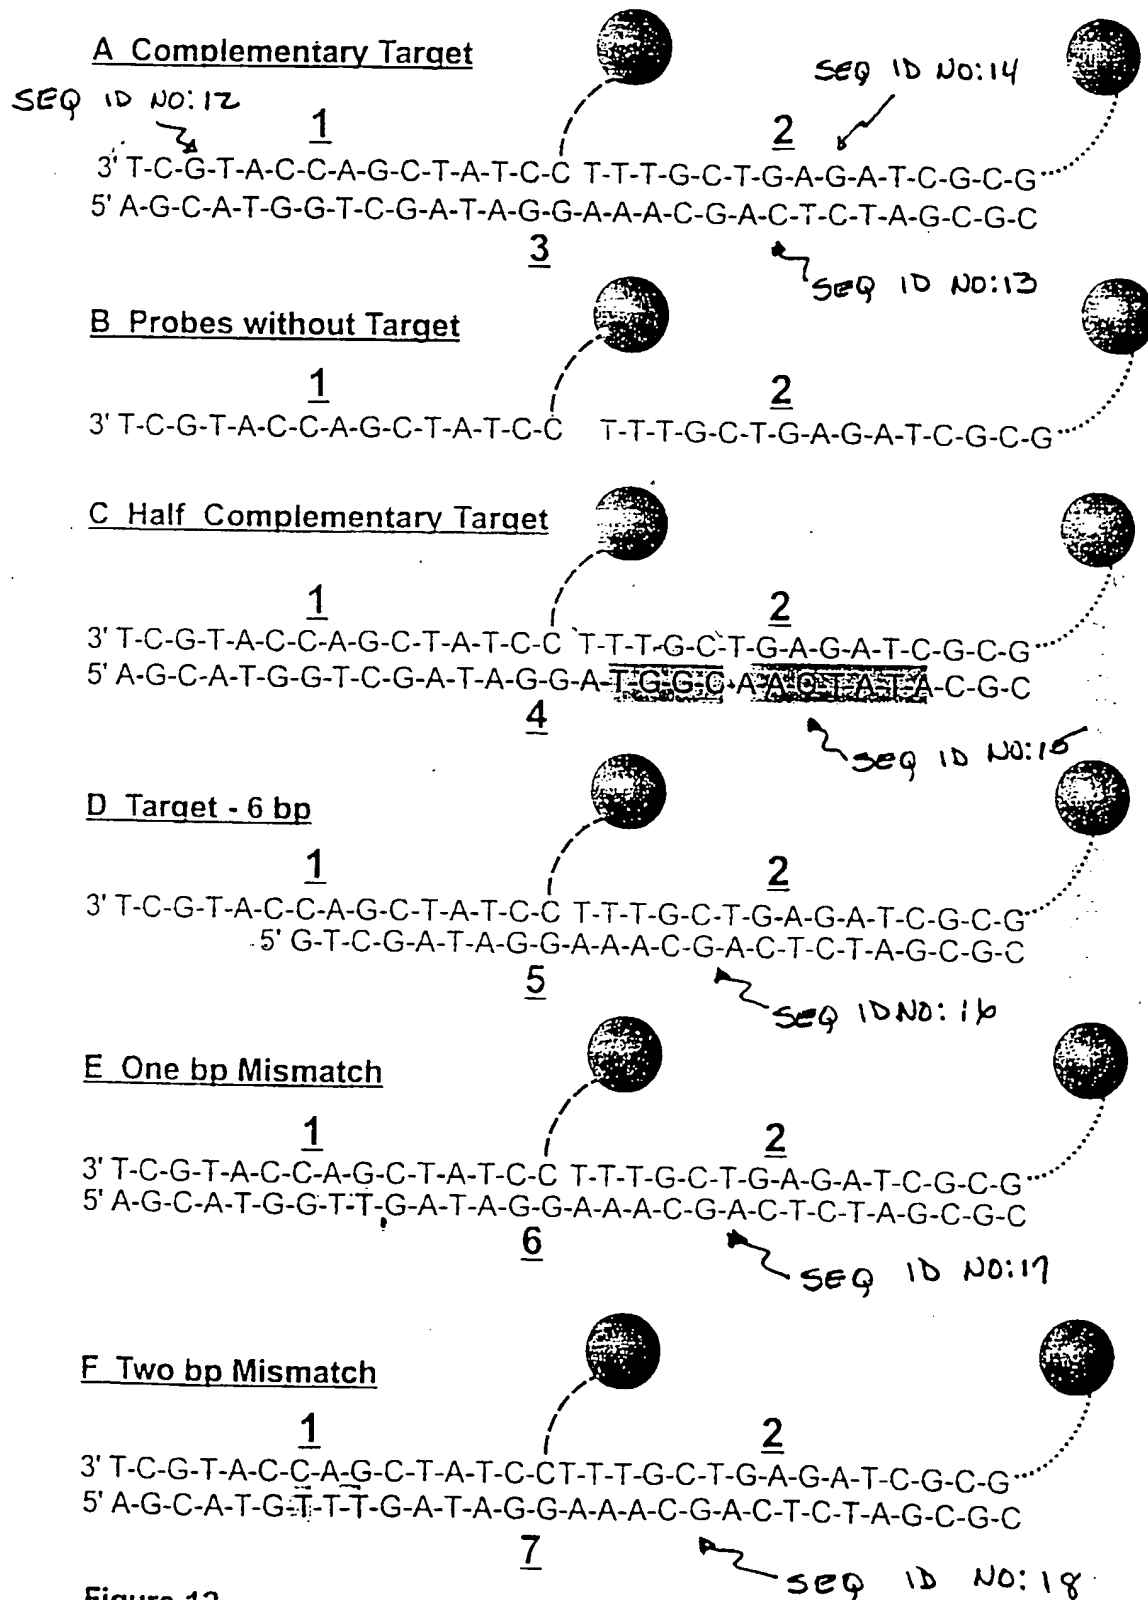 A Complementary Target
SEQ ID NO:12
SEQ ID NO:14
1
2
3' T-C-G-T-A-C-C-A-G-C-T-A-T-C-C T-T-T-G-C-T-G-A-G-A-T-C-G-C-G
5' A-G-C-A-T-G-G-T-C-G-A-T-A-G-G-A-A-A-C-G-A-C-T-C-T-A-G-C-G-C
3
SEQ ID NO:13
B Probes without Target
1
2
3' T-C-G-T-A-C-C-A-G-C-T-A-T-C-C T-T-T-G-C-T-G-A-G-A-T-C-G-C-G
C Half Complementary Target
1
2
3' T-C-G-T-A-C-C-A-G-C-T-A-T-C-C T-T-T-G-C-T-G-A-G-A-T-C-G-C-G
5' A-G-C-A-T-G-G-T-C-G-A-T-A-G-G-A-T-G-G-C-A-A-C-T-A-T-A-C-G-C
4
SEQ ID NO:15
D Target - 6 bp
1
2
3' T-C-G-T-A-C-C-A-G-C-T-A-T-C-C T-T-T-G-C-T-G-A-G-A-T-C-G-C-G
5' G-T-C-G-A-T-A-G-G-A-A-A-C-G-A-C-T-C-T-A-G-C-G-C
5
SEQ ID NO: 16
E One bp Mismatch
1
2
3' T-C-G-T-A-C-C-A-G-C-T-A-T-C-C T-T-T-G-C-T-G-A-G-A-T-C-G-C-G
5' A-G-C-A-T-G-G-T-T-G-A-T-A-G-G-A-A-A-C-G-A-C-T-C-T-A-G-C-G-C
6
SEQ ID NO:17
F Two bp Mismatch
1
2
3' T-C-G-T-A-C-C-A-G-C-T-A-T-C-C-T-T-T-G-C-T-G-A-G-A-T-C-G-C-G
5' A-G-C-A-T-G-T-T-T-G-A-T-A-G-G-A-A-A-C-G-A-C-T-C-T-A-G-C-G-C
7
SEQ ID NO: 18
Figure 12